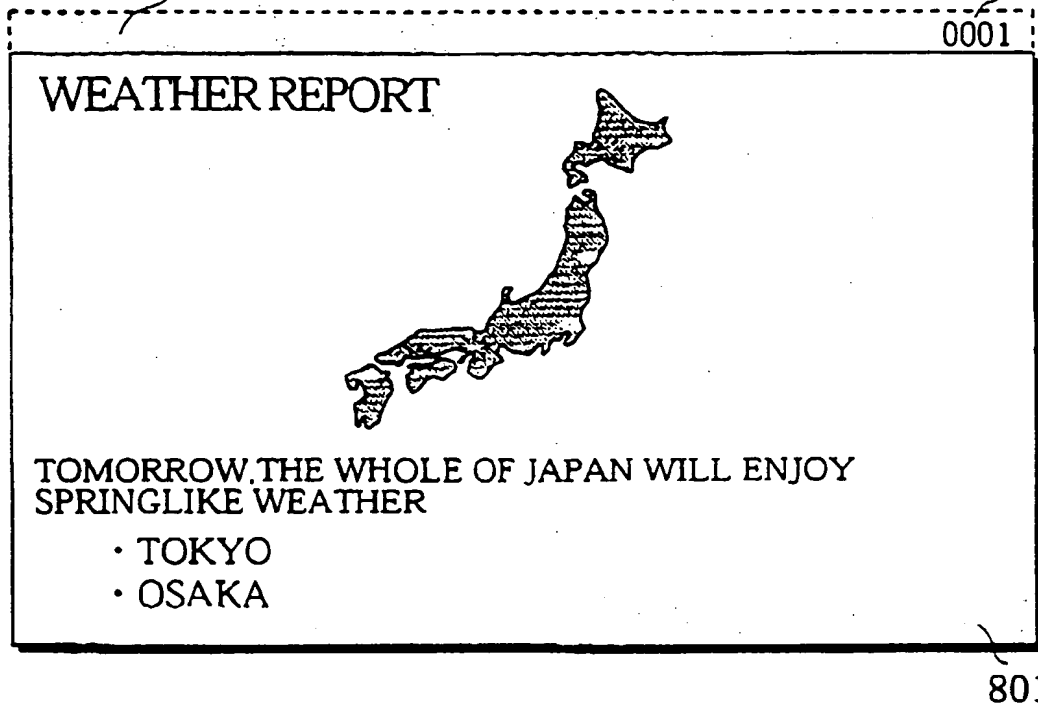 0001
WEATHER REPORT
TOMORROW,THE WHOLE OF JAPAN WILL ENJOY
SPRINGLIKE WEATHER
・TOKYO
・OSAKA